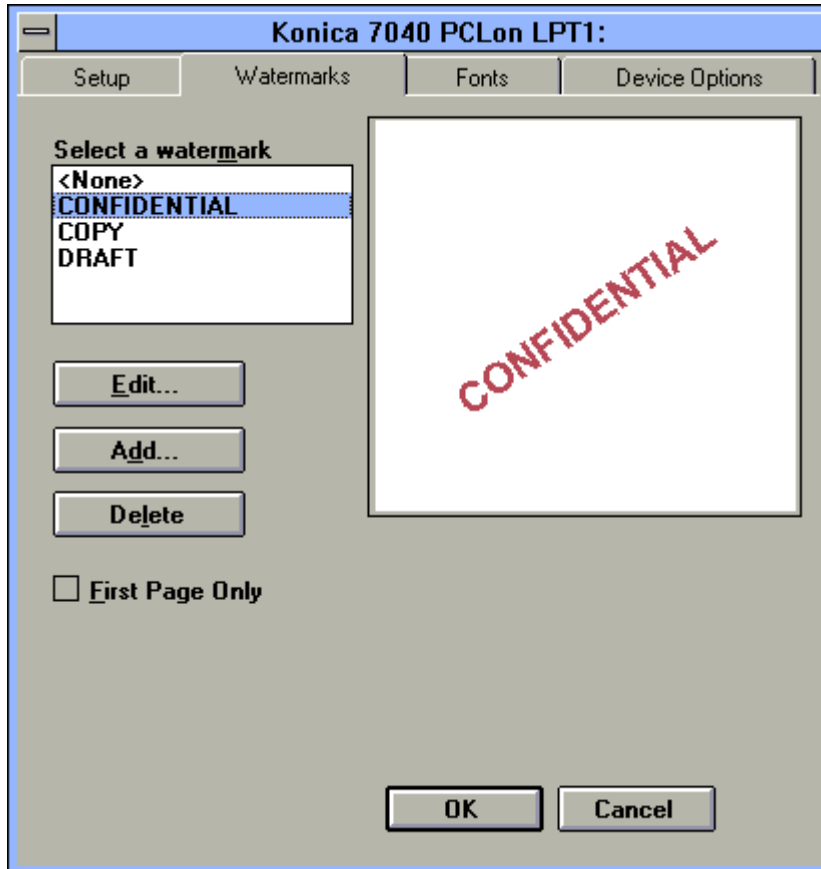 Konica 7040 PCLon LPT1:
Setup Watermarks Fonts Device Options
Select a watermark
<None>
CONFIDENTIAL
COPY
DRAFT
CONFIDENTIAL
Edit...
Add...
Delete
First Page Only
OK Cancel